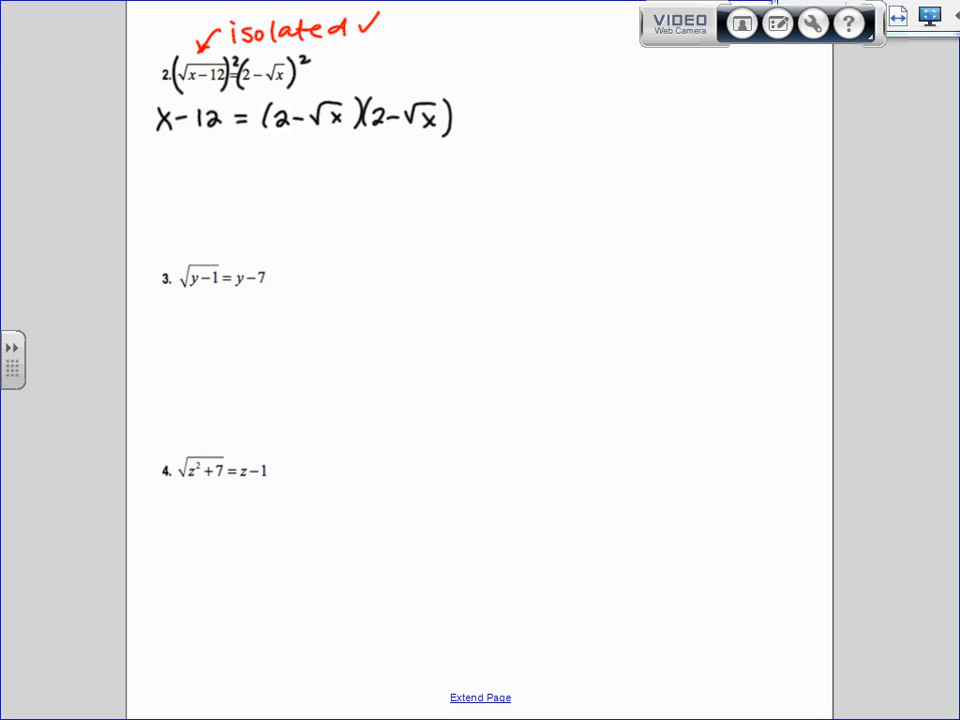 isolated ✓
VIDEO
Web Camera
?
2. (√x−12)² = (2−√x)²
x−12 = (2−√x)(2−√x)
3. √y−1 = y−7
4. √z²+7 = z−1
Extend Page